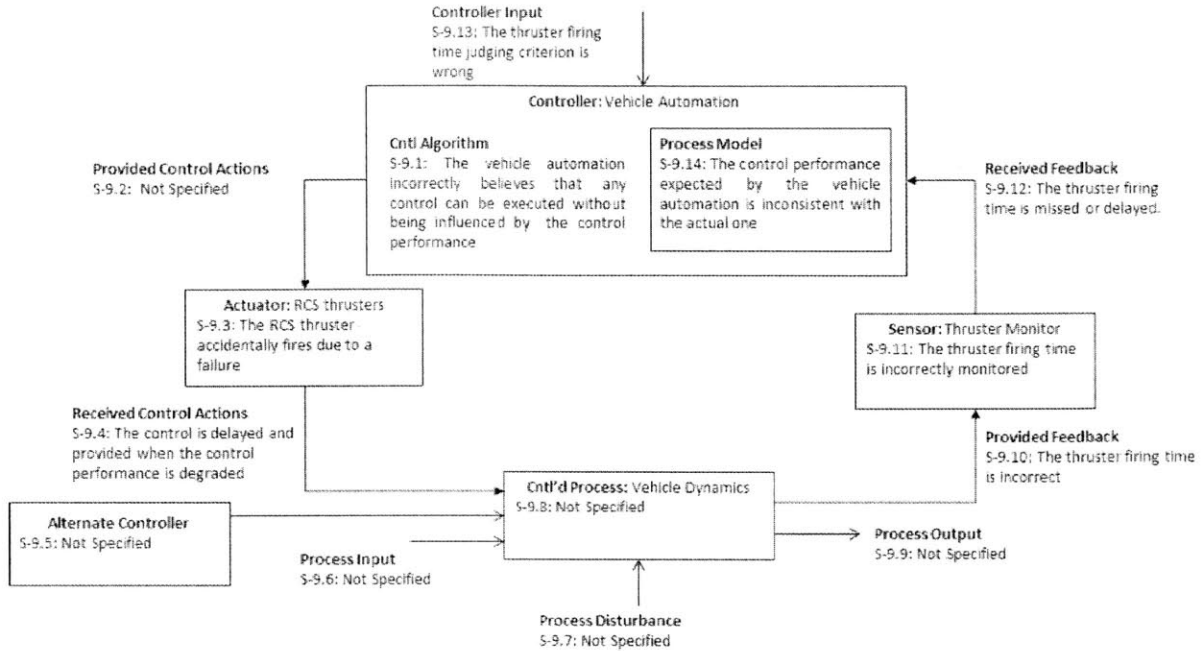 Controller Input
S-9.13: The thruster firing
time judging criterion is
wrong
Controller: Vehicle Automation
Cntl Algorithm
S-9.1: The vehicle automation
incorrectly believes that any
control can be executed without
being influenced by the control
performance
Process Model
S-9.14: The control performance
expected by the vehicle
automation is inconsistent with
the actual one
Provided Control Actions
S-9.2: Not Specified
Received Feedback
S-9.12: The thruster firing
time is missed or delayed.
Actuator: RCS thrusters
S-9.3: The RCS thruster
accidentally fires due to a
failure
Sensor: Thruster Monitor
S-9.11: The thruster firing time
is incorrectly monitored
Received Control Actions
S-9.4: The control is delayed and
provided when the control
performance is degraded
Provided Feedback
S-9.10: The thruster firing time
is incorrect
Cntl'd Process: Vehicle Dynamics
S-9.8: Not Specified
Alternate Controller
S-9.5: Not Specified
Process Input
S-9.6: Not Specified
Process Output
S-9.9: Not Specified
Process Disturbance
S-9.7: Not Specified